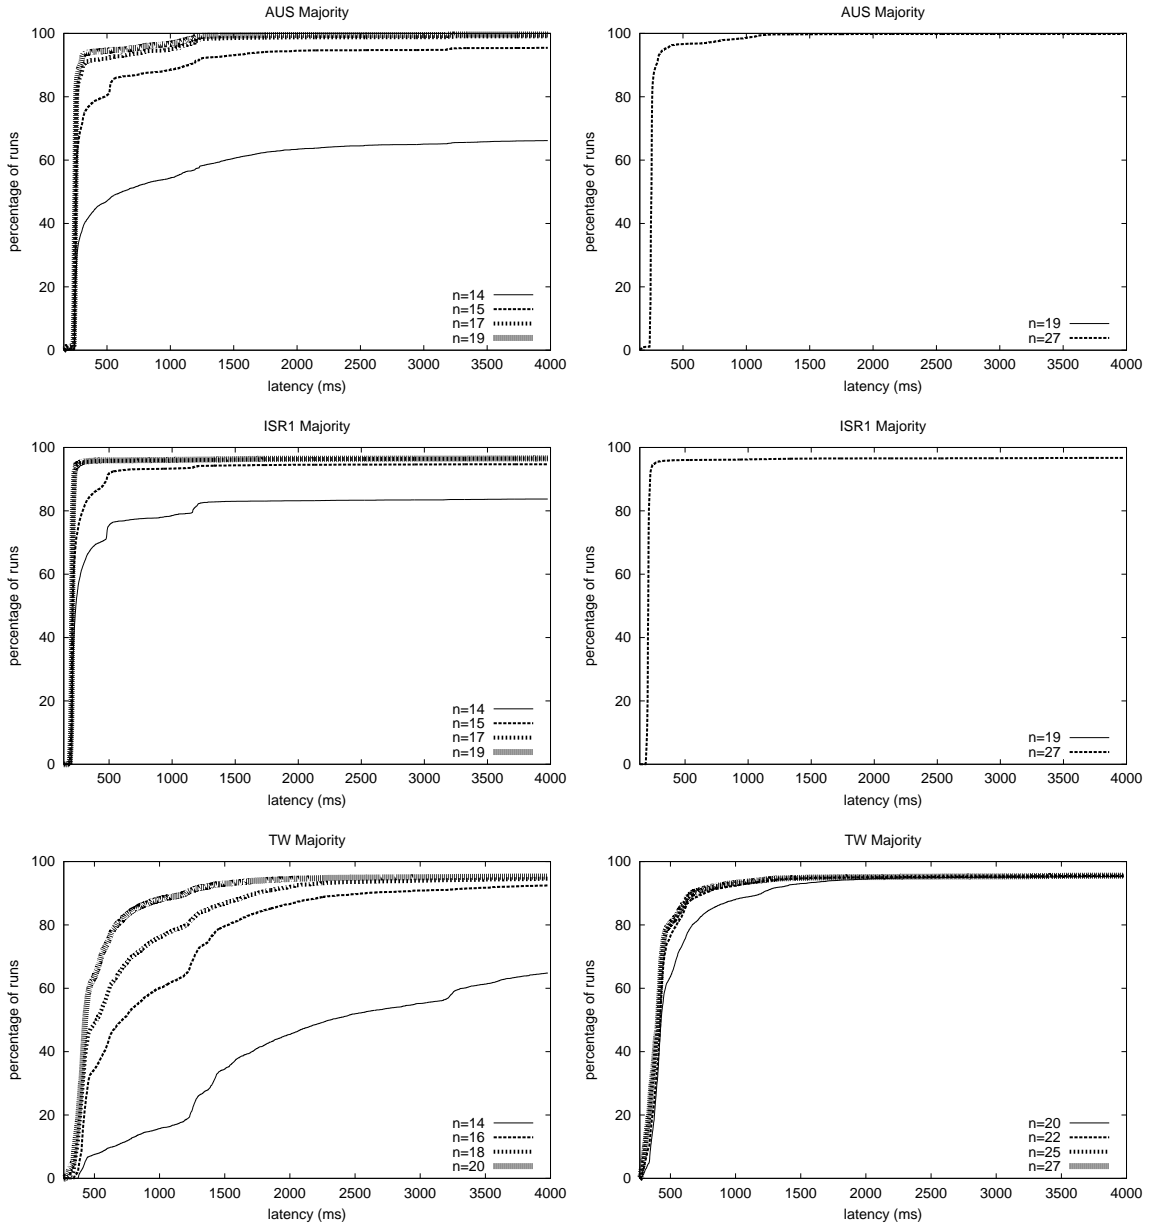 AUS Majority
100
80
60
40
20
0
percentage of runs
n=14
n=15
n=17
n=19
500 1000 1500 2000 2500 3000 3500 4000
latency (ms)
AUS Majority
100
80
60
40
20
0
percentage of runs
n=19
n=27
500 1000 1500 2000 2500 3000 3500 4000
latency (ms)
ISR1 Majority
100
80
60
40
20
0
percentage of runs
n=14
n=15
n=17
n=19
500 1000 1500 2000 2500 3000 3500 4000
latency (ms)
ISR1 Majority
100
80
60
40
20
0
percentage of runs
n=19
n=27
500 1000 1500 2000 2500 3000 3500 4000
latency (ms)
TW Majority
100
80
60
40
20
0
percentage of runs
n=14
n=16
n=18
n=20
500 1000 1500 2000 2500 3000 3500 4000
latency (ms)
TW Majority
100
80
60
40
20
0
percentage of runs
n=20
n=22
n=25
n=27
500 1000 1500 2000 2500 3000 3500 4000
latency (ms)